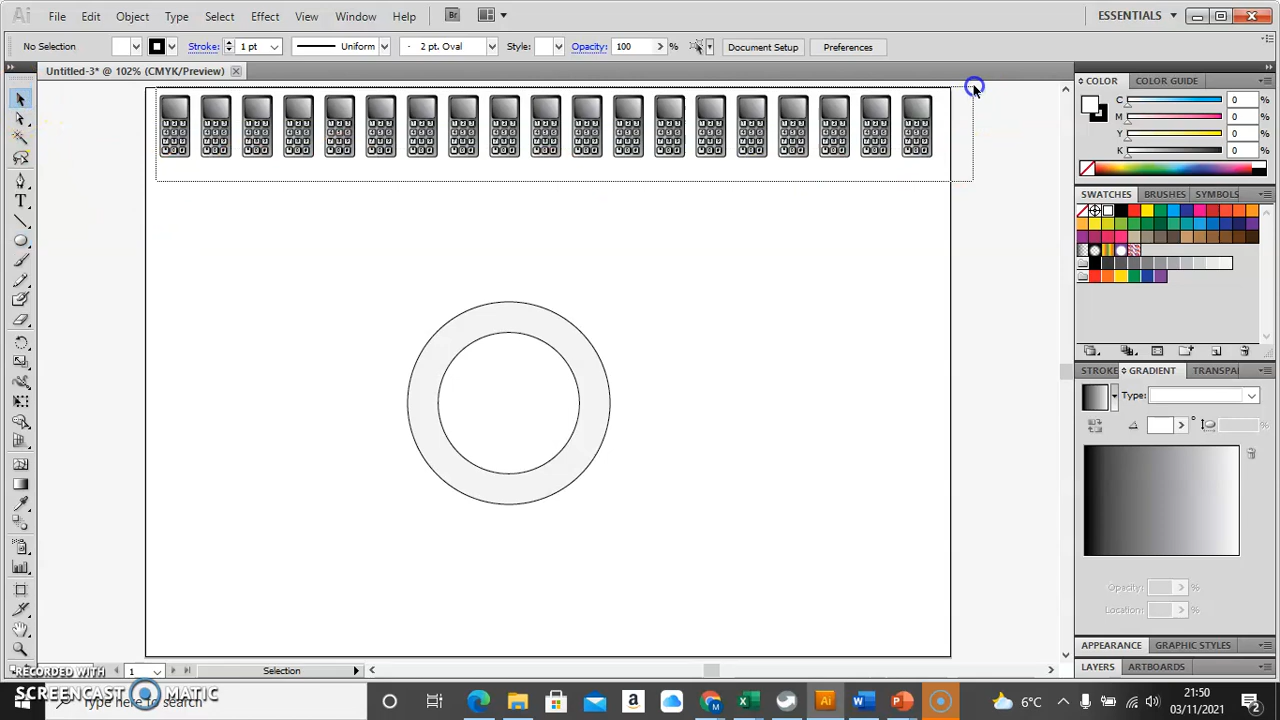 Ai File Edit Object Type Select Effect View Window Help Br ESSENTIALS
No Selection Stroke: 1 pt Uniform 2 pt. Oval Style: Opacity: 100 % Document Setup Preferences
Untitled-3* @ 102% (CMYK/Preview)
COLOR COLOR GUIDE
C 0 %
M 0 %
Y 0 %
K 0 %
SWATCHES BRUSHES SYMBOLS
STROKE GRADIENT TRANSPA
Type:
Opacity: %
Location: %
APPEARANCE GRAPHIC STYLES
LAYERS ARTBOARDS
1 Selection
RECORDED WITH
SCREENCAST MATIC
here to search
6°C
21:50
03/11/2021
2